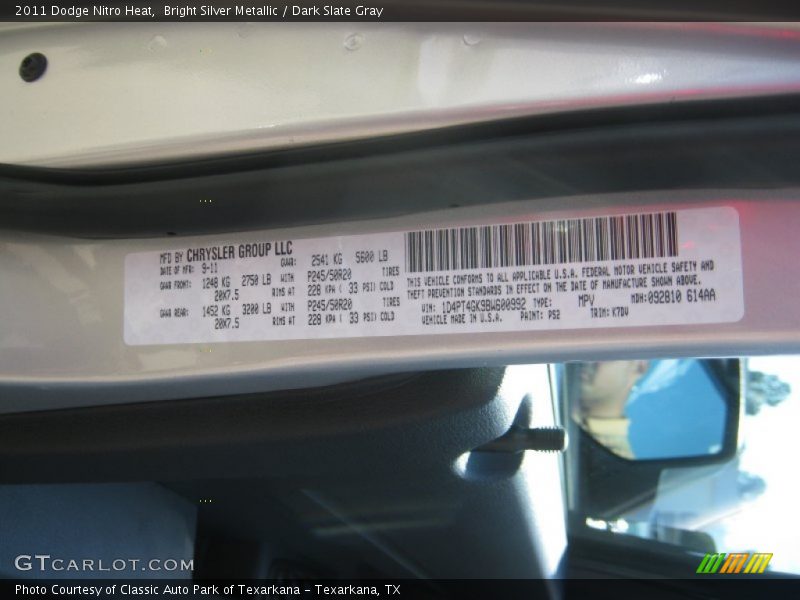 2011 Dodge Nitro Heat, Bright Silver Metallic / Dark Slate Gray
MFD BY CHRYSLER GROUP LLC
DATE OF MFR: 9-11 GVWR: 2541 KG 5600 LB
GAWR FRONT: 1248 KG 2750 LB WITH P245/50R20 TIRES
20X7.5 RIMS AT 228 KPA ( 33 PSI) COLD
GAWR REAR: 1452 KG 3200 LB WITH P245/50R20 TIRES
20X7.5 RIMS AT 228 KPA ( 33 PSI) COLD
THIS VEHICLE CONFORMS TO ALL APPLICABLE U.S.A. FEDERAL MOTOR VEHICLE SAFETY AND
THEFT PREVENTION STANDARDS IN EFFECT ON THE DATE OF MANUFACTURE SHOWN ABOVE.
VIN: 1D4PT4GK9BW600992 TYPE: MPV MDH:092810 614AA
VEHICLE MADE IN U.S.A. PAINT: PS2 TRIM: K7DV
GTCARLOT.COM
Photo Courtesy of Classic Auto Park of Texarkana - Texarkana, TX